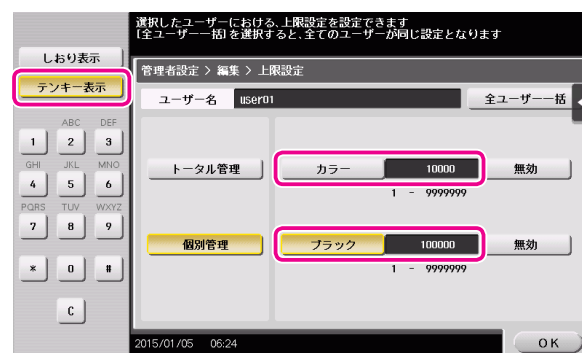 選択したユーザーにおける、上限設定を設定できます
[全ユーザー一括]を選択すると、全てのユーザーが同じ設定となります
しおり表示
テンキー表示
管理者設定 > 編集 > 上限設定
ユーザー名 user01 全ユーザー一括
ABC DEF
1 2 3
GHI JKL MNO
4 5 6
PQRS TUV WXYZ
7 8 9
* 0 #
C
トータル管理 カラー 10000 無効
1 - 9999999
個別管理 ブラック 100000 無効
1 - 9999999
2015/01/05 06:24
OK